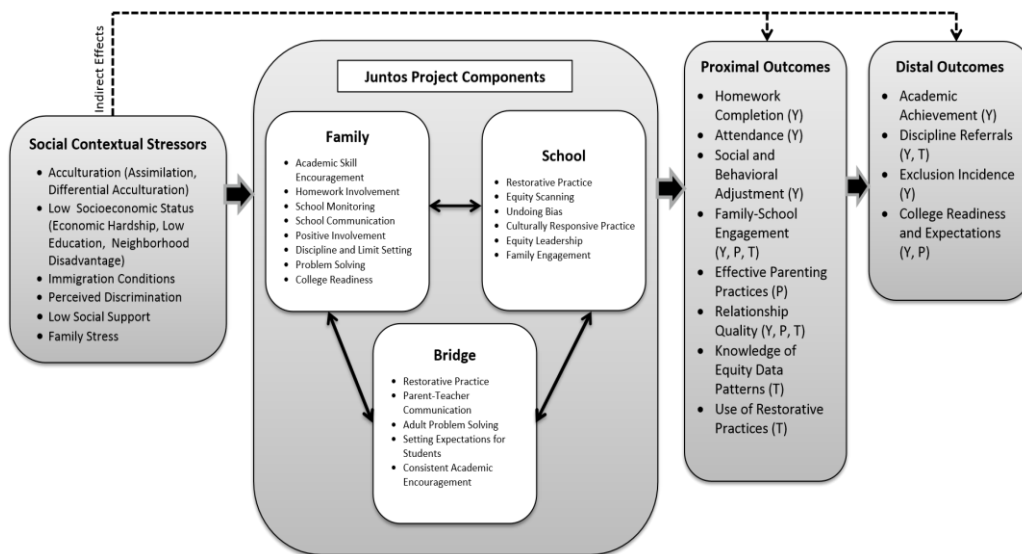 Indirect Effects
Social Contextual Stressors
• Acculturation (Assimilation,
Differential Acculturation)
• Low Socioeconomic Status
(Economic Hardship, Low
Education, Neighborhood
Disadvantage)
• Immigration Conditions
• Perceived Discrimination
• Low Social Support
• Family Stress
Juntos Project Components
Family
• Academic Skill
Encouragement
• Homework Involvement
• School Monitoring
• School Communication
• Positive Involvement
• Discipline and Limit Setting
• Problem Solving
• College Readiness
School
• Restorative Practice
• Equity Scanning
• Undoing Bias
• Culturally Responsive Practice
• Equity Leadership
• Family Engagement
Bridge
• Restorative Practice
• Parent-Teacher
Communication
• Adult Problem Solving
• Setting Expectations for
Students
• Consistent Academic
Encouragement
Proximal Outcomes
• Homework
Completion (Y)
• Attendance (Y)
• Social and
Behavioral
Adjustment (Y)
• Family-School
Engagement
(Y, P, T)
• Effective Parenting
Practices (P)
• Relationship
Quality (Y, P, T)
• Knowledge of
Equity Data
Patterns (T)
• Use of Restorative
Practices (T)
Distal Outcomes
• Academic
Achievement (Y)
• Discipline Referrals
(Y, T)
• Exclusion Incidence
(Y)
• College Readiness
and Expectations
(Y, P)